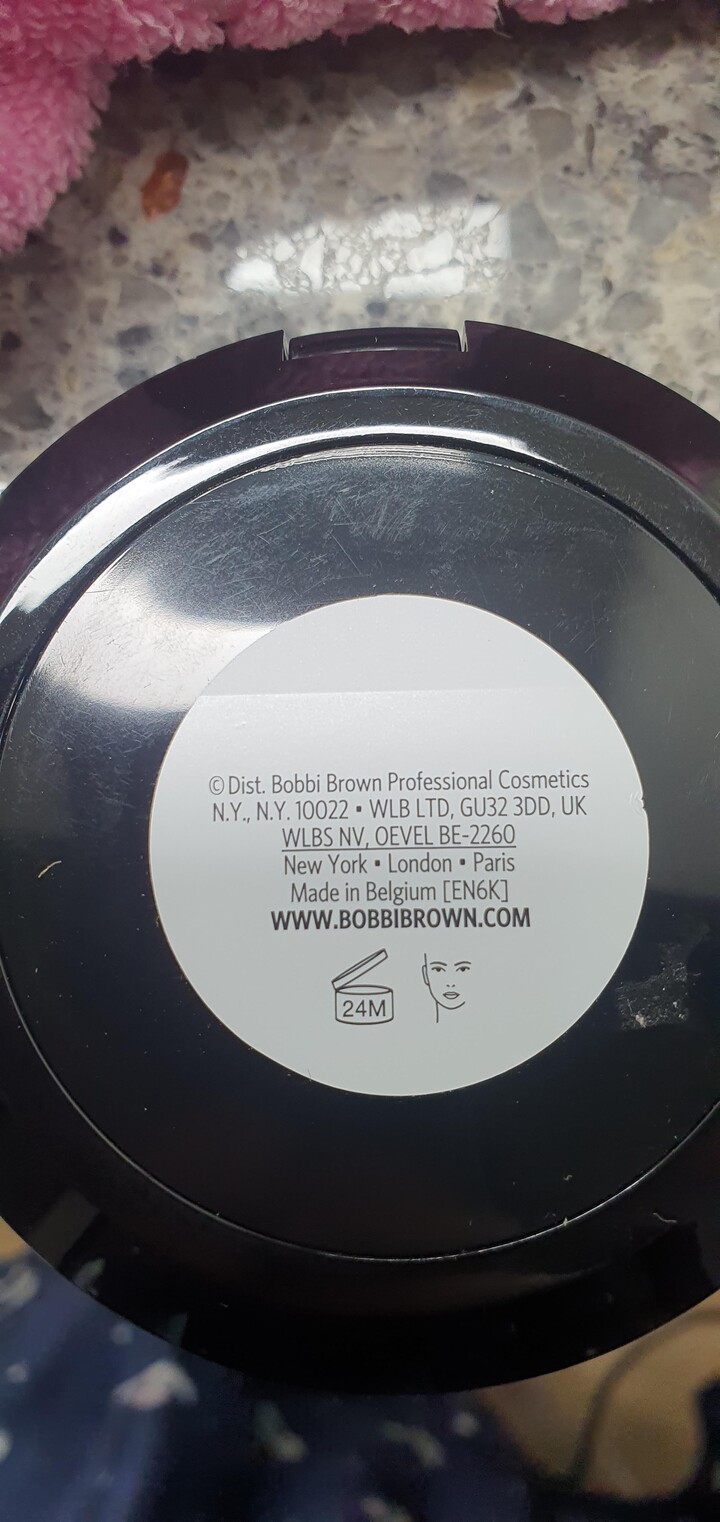 © Dist. Bobbi Brown Professional Cosmetics
N.Y., N.Y. 10022 • WLB LTD, GU32 3DD, UK
WLBS NV, OEVEL BE-2260
New York • London • Paris
Made in Belgium [EN6K]
WWW.BOBBIBROWN.COM
24M